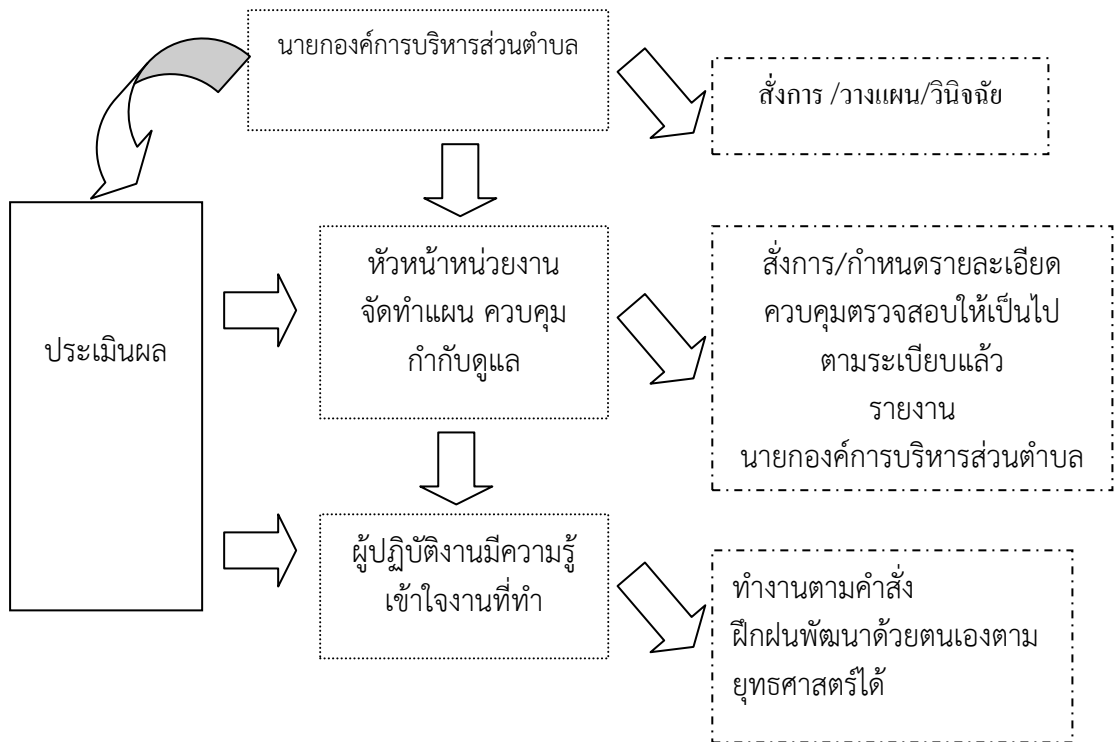 นายกองค์การบริหารส่วนตำบล
สั่งการ /วางแผน/วินิจฉัย
ประเมินผล
หัวหน้าหน่วยงาน
จัดทำแผน ควบคุม
กำกับดูแล
สั่งการ/กำหนดรายละเอียด
ควบคุมตรวจสอบให้เป็นไป
ตามระเบียบแล้ว
รายงาน
นายกองค์การบริหารส่วนตำบล
ผู้ปฏิบัติงานมีความรู้
เข้าใจงานที่ทำ
ทำงานตามคำสั่ง
ฝึกฝนพัฒนาด้วยตนเองตาม
ยุทธศาสตร์ได้